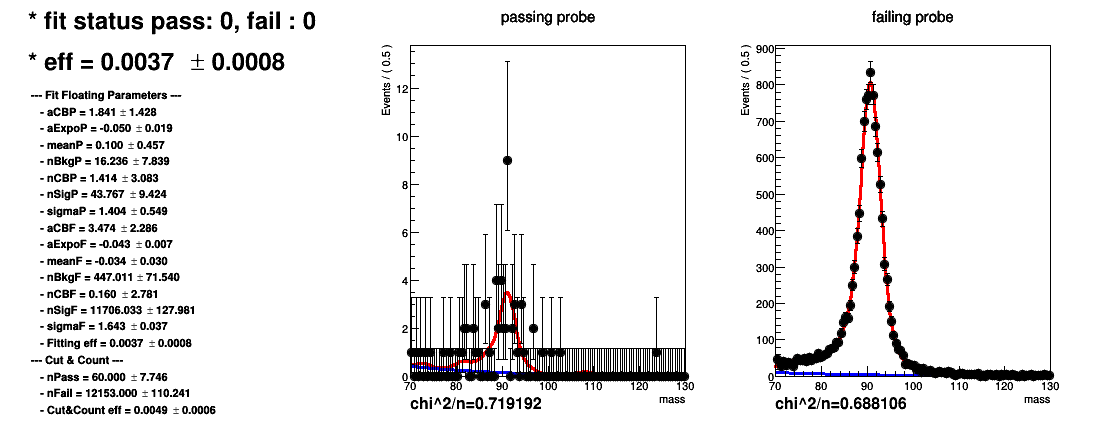 * fit status pass: 0, fail : 0
* eff = 0.0037 ± 0.0008
--- Fit Floating Parameters ---
- aCBP = 1.841 ± 1.428
- aExpoP = -0.050 ± 0.019
- meanP = 0.100 ± 0.457
- nBkgP = 16.236 ± 7.839
- nCBP = 1.414 ± 3.083
- nSigP = 43.767 ± 9.424
- sigmaP = 1.404 ± 0.549
- aCBF = 3.474 ± 2.286
- aExpoF = -0.043 ± 0.007
- meanF = -0.034 ± 0.030
- nBkgF = 447.011 ± 71.540
- nCBF = 0.160 ± 2.781
- nSigF = 11706.033 ± 127.981
- sigmaF = 1.643 ± 0.037
- Fitting eff = 0.0037 ± 0.0008
--- Cut & Count ---
- nPass = 60.000 ± 7.746
- nFail = 12153.000 ± 110.241
- Cut&Count eff = 0.0049 ± 0.0006
passing probe
Events / ( 0.5 )
12
10
8
6
4
2
0
70 80 90 100 110 120 130
mass
chi^2/n=0.719192
failing probe
Events / ( 0.5 )
900
800
700
600
500
400
300
200
100
0
70 80 90 100 110 120 130
mass
chi^2/n=0.688106